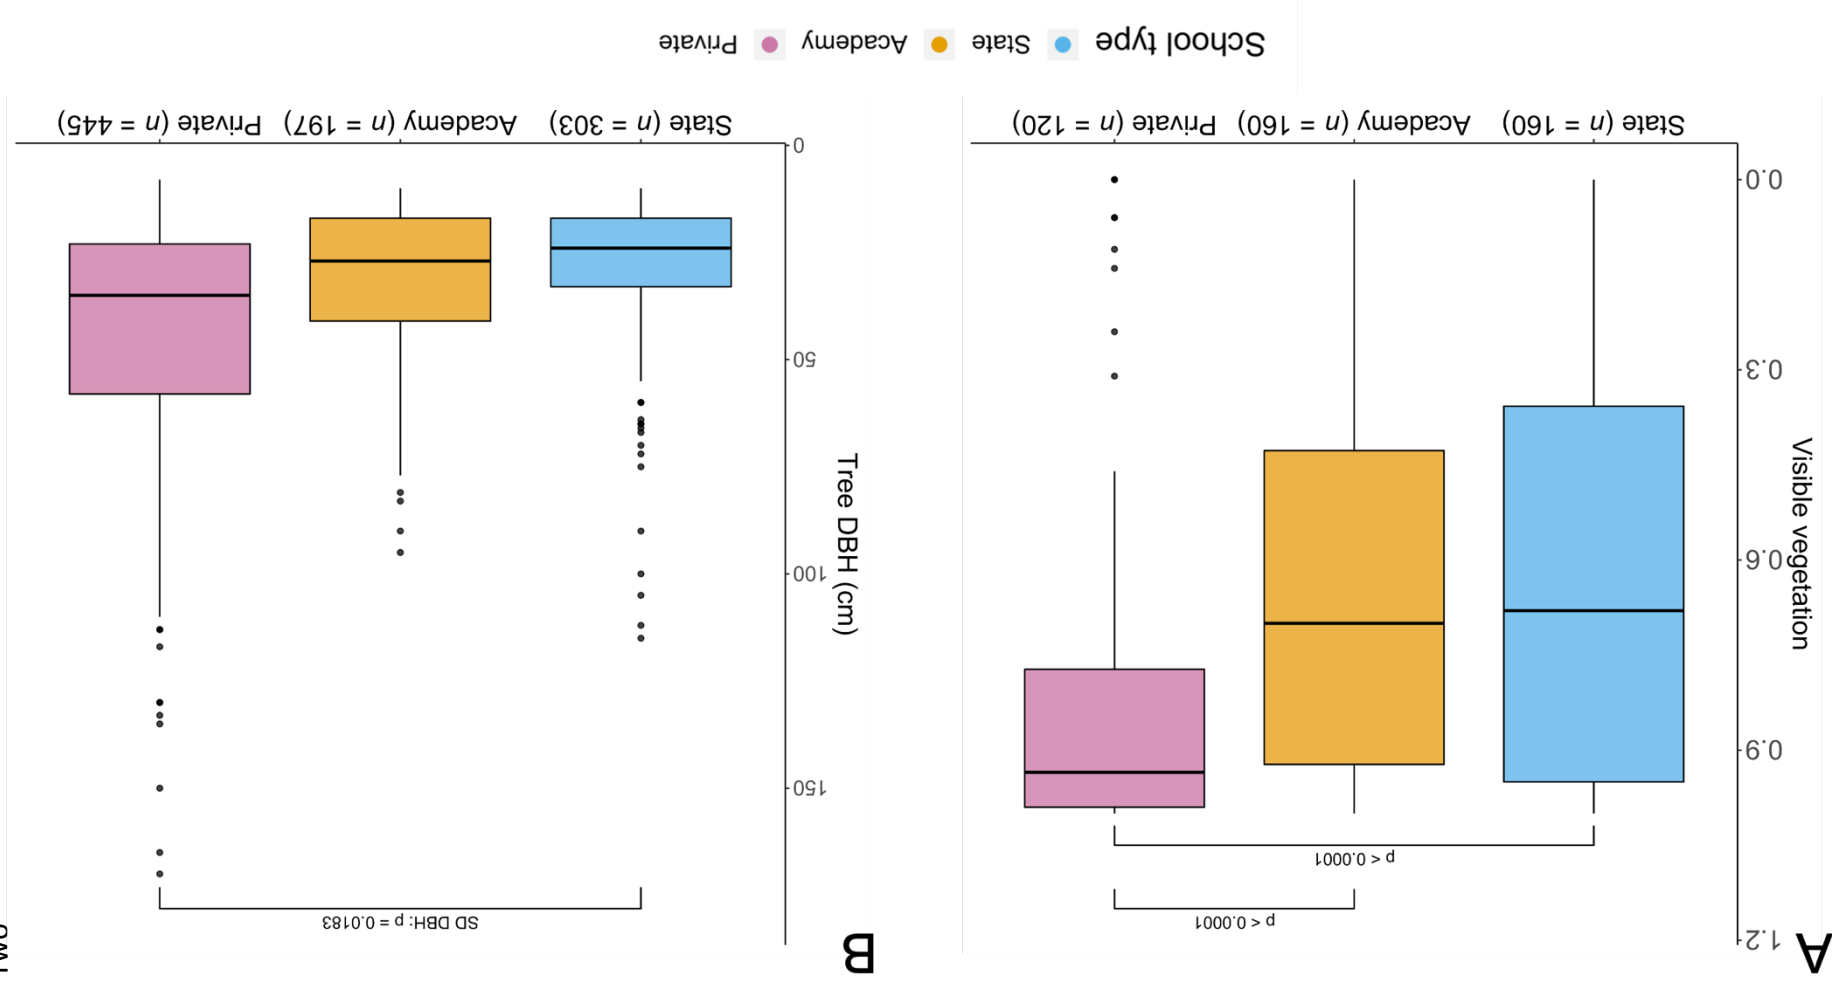 A
1.2
0.9
0.6
0.3
0.0
Visible vegetation
p < 0.0001
p < 0.0001
State (n = 160)
Academy (n = 160)
Private (n = 120)
B
150
100
50
0
Tree DBH (cm)
SD DBH: p = 0.0183
State (n = 303)
Academy (n = 197)
Private (n = 445)
School type
State
Academy
Private